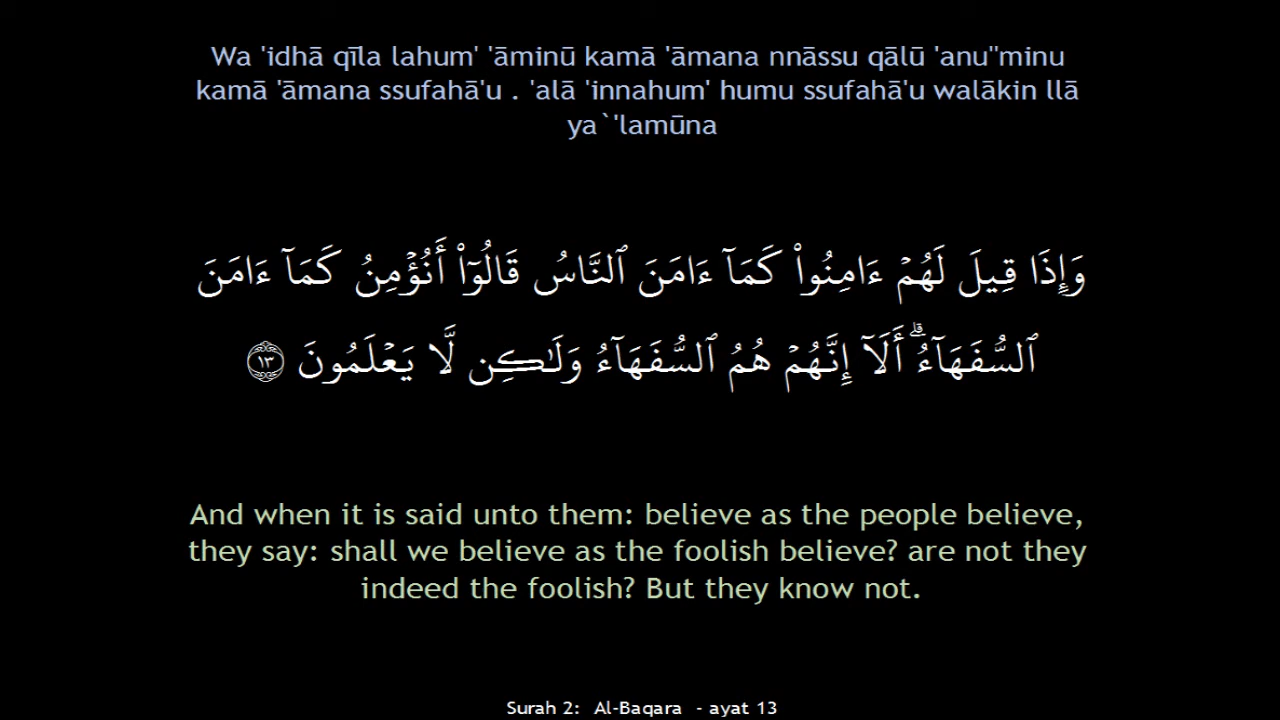 Wa 'idhā qīla lahum' 'āminū kamā 'āmana nnāssu qālū 'anu''minu
kamā 'āmana ssufahā'u . 'alā 'innahum' humu ssufahā'u walākin llā
ya`'lamūna
وَإِذَا قِيلَ لَهُمْ ءَامِنُوا۟ كَمَآ ءَامَنَ ٱلنَّاسُ قَالُوٓا۟ أَنُؤْمِنُ كَمَآ ءَامَنَ
ٱلسُّفَهَآءُ ۗ أَلَآ إِنَّهُمْ هُمُ ٱلسُّفَهَآءُ وَلَـٰكِن لَّا يَعْلَمُونَ ١٣
And when it is said unto them: believe as the people believe,
they say: shall we believe as the foolish believe? are not they
indeed the foolish? But they know not.
Surah 2: Al-Baqara - ayat 13